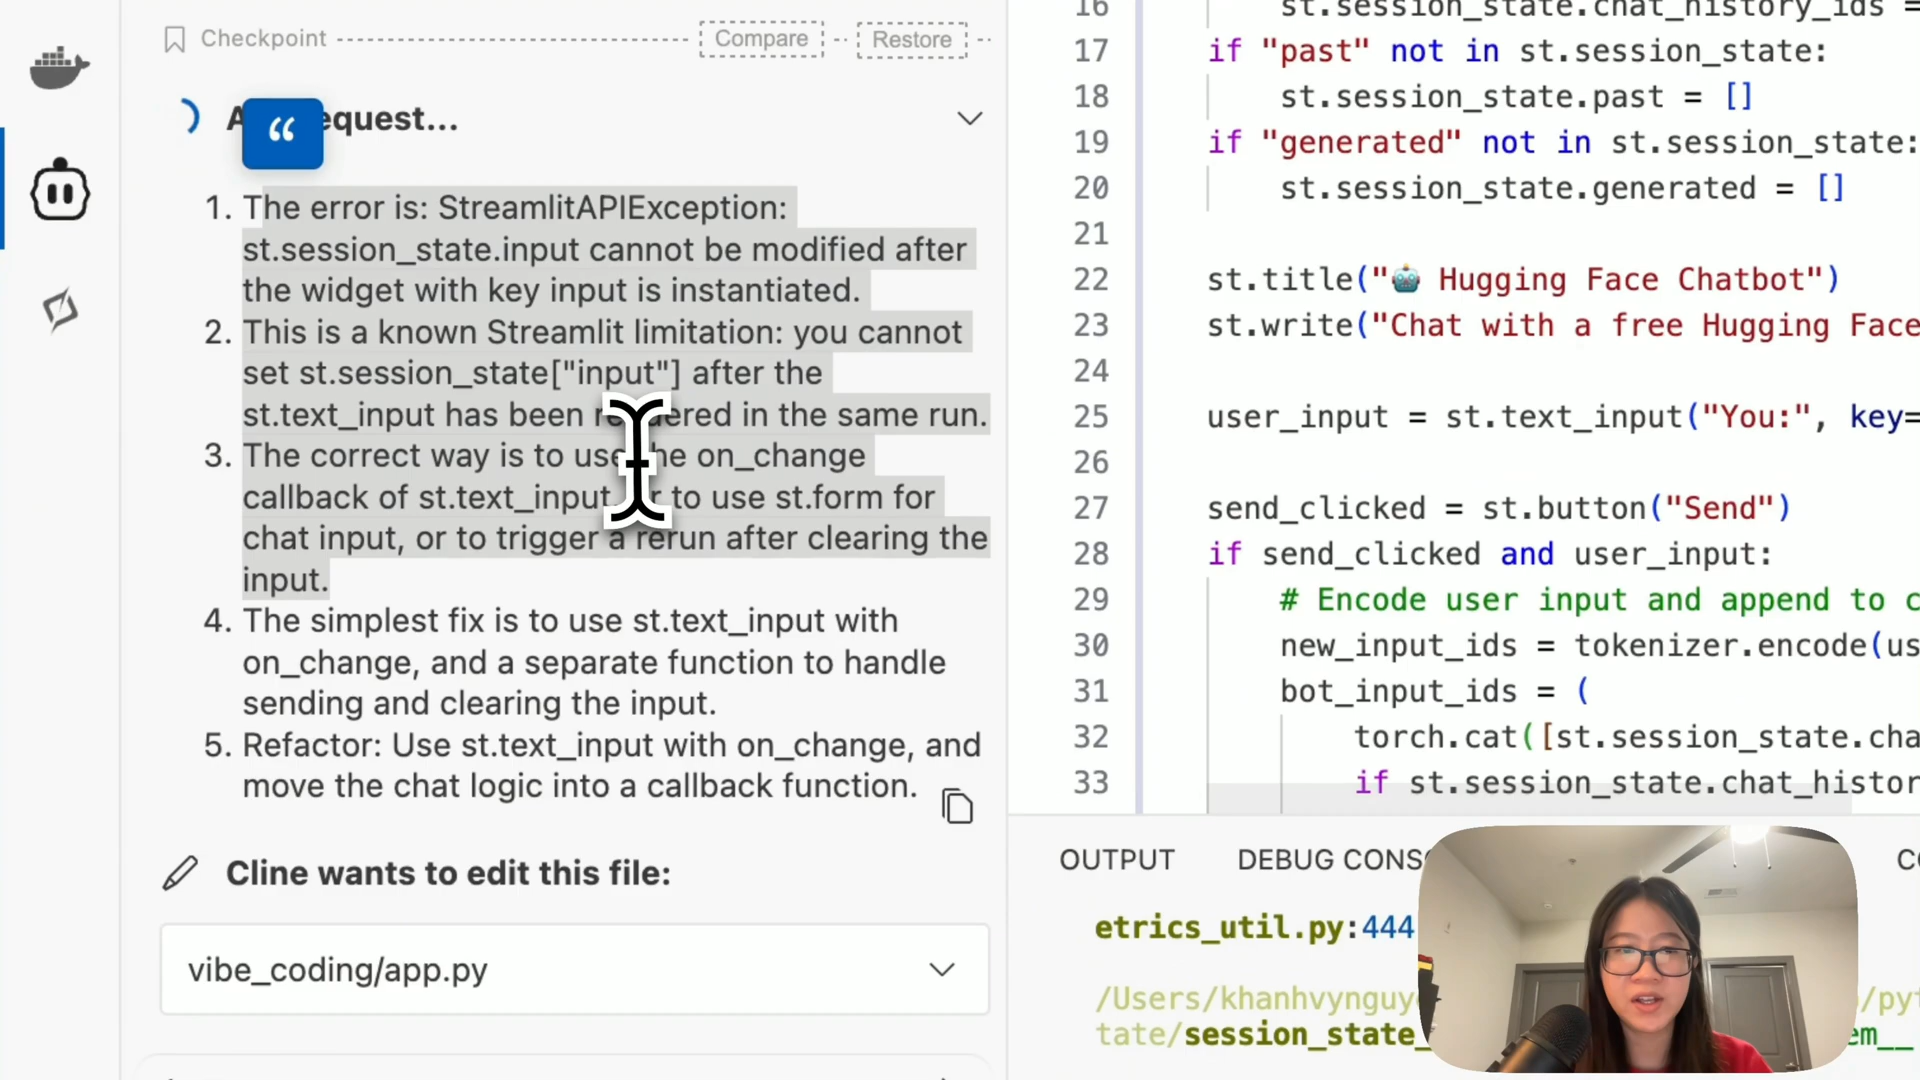 Checkpoint
Compare
Restore
equest...
1. The error is: StreamlitAPIException:
st.session_state.input cannot be modified after
the widget with key input is instantiated.
2. This is a known Streamlit limitation: you cannot
set st.session_state["input"] after the
st.text_input has been rendered in the same run.
3. The correct way is to use the on_change
callback of st.text_input, or to use st.form for
chat input, or to trigger a rerun after clearing the
input.
4. The simplest fix is to use st.text_input with
on_change, and a separate function to handle
sending and clearing the input.
5. Refactor: Use st.text_input with on_change, and
move the chat logic into a callback function.
Cline wants to edit this file:
vibe_coding/app.py
16 st.session_state.chat_history_ids =
17 if "past" not in st.session_state:
18 st.session_state.past = []
19 if "generated" not in st.session_state:
20 st.session_state.generated = []
21
22 st.title("🤖 Hugging Face Chatbot")
23 st.write("Chat with a free Hugging Face
24
25 user_input = st.text_input("You:", key=
26
27 send_clicked = st.button("Send")
28 if send_clicked and user_input:
29 # Encode user input and append to c
30 new_input_ids = tokenizer.encode(us
31 bot_input_ids = (
32 torch.cat([st.session_state.cha
33 if st.session_state.chat_histor
OUTPUT
DEBUG CONS
etrics_util.py:444
/Users/khanhvynguy
/pyt
tate/session_state_
em__